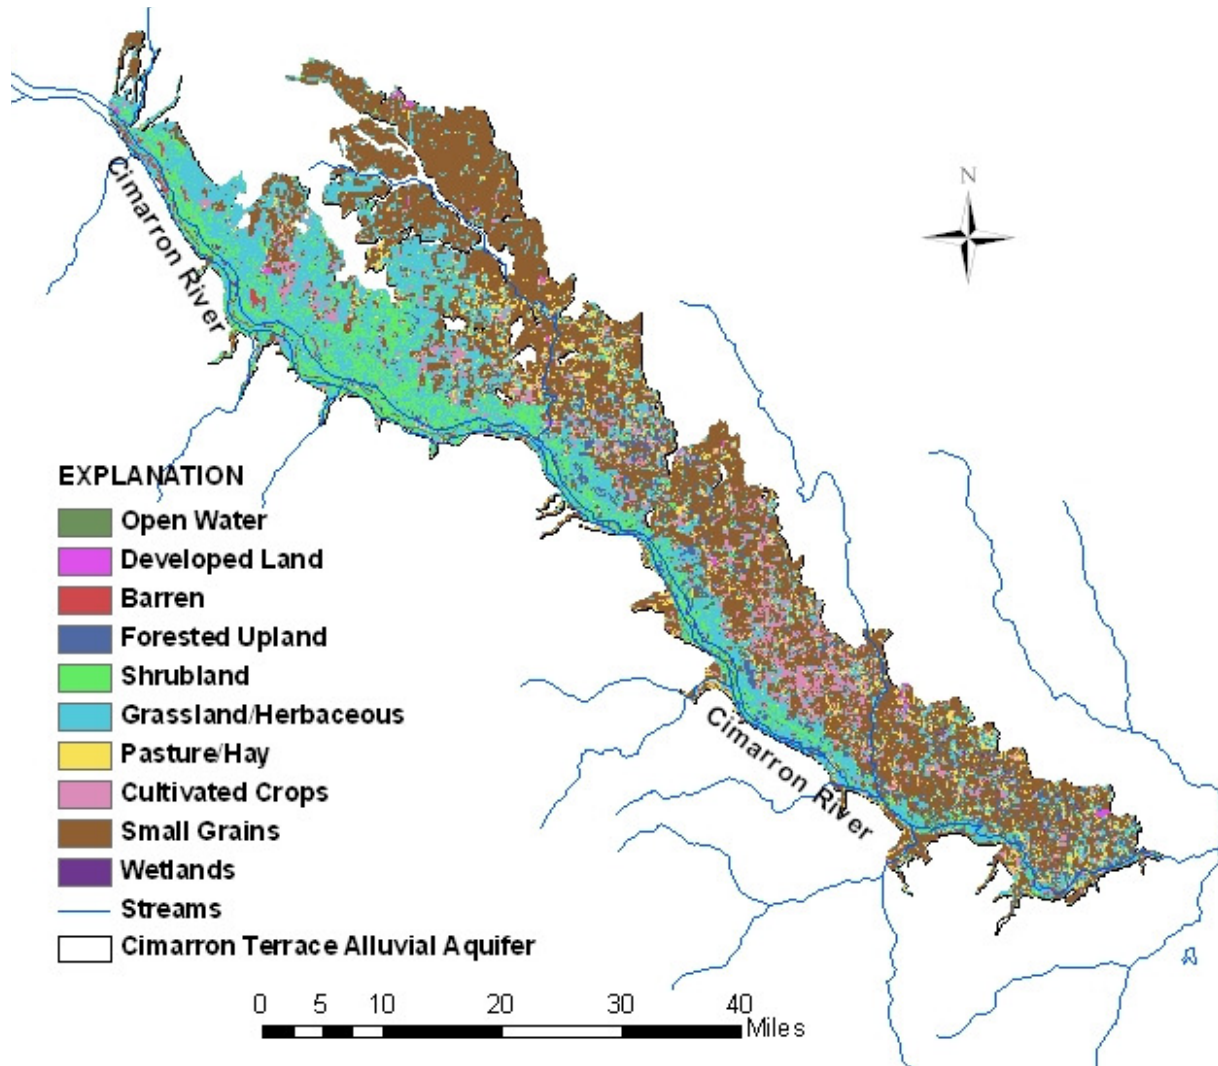 N
Cimarron River
EXPLANATION
Open Water
Developed Land
Barren
Forested Upland
Shrubland
Grassland/Herbaceous
Pasture/Hay
Cultivated Crops
Small Grains
Wetlands
Streams
Cimarron Terrace Alluvial Aquifer
Cimarron River
0 5 10 20 30 40
Miles